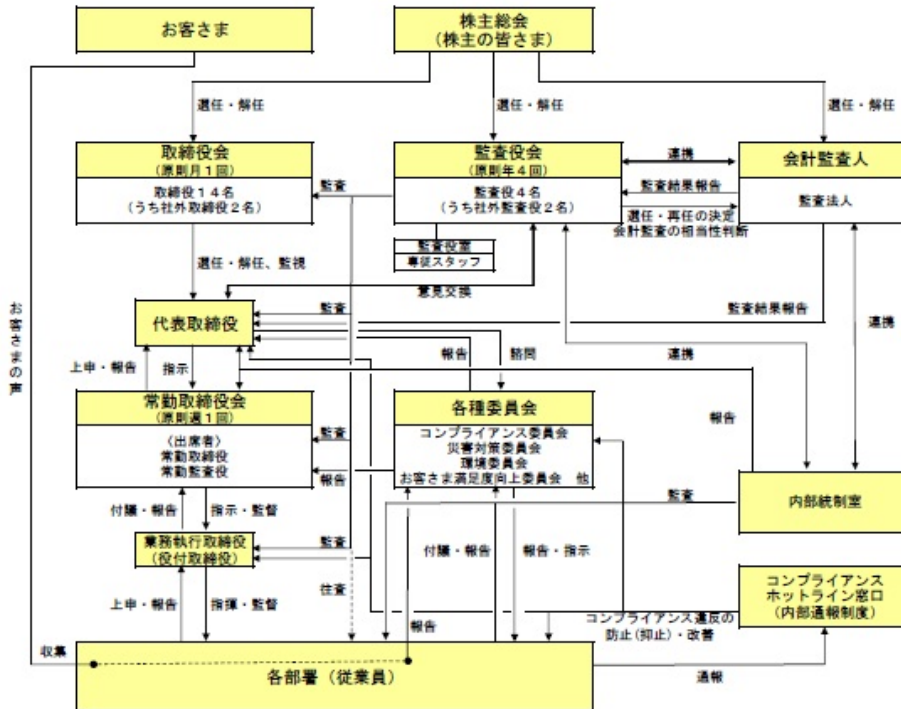 お客さま
株主総会
(株主の皆さま)
選任・解任
選任・解任
選任・解任
取締役会
(原則月1回)
取締役14名
(うち社外取締役2名)
監査
監査役会
(原則年4回)
監査役4名
(うち社外監査役2名)
監査役室
専従スタッフ
連携
監査結果報告
選任・再任の決定
会計監査の相当性判断
会計監査人
監査法人
選任・解任、監視
意見交換
お客さまの声
代表取締役
監査
監査結果報告
連携
上申・報告
指示
報告
諮問
連携
常勤取締役会
(原則週1回)
〈出席者〉
常勤取締役
常勤監査役
監査
報告
各種委員会
コンプライアンス委員会
災害対策委員会
環境委員会
お客さま満足度向上委員会 他
報告
監査
内部統制室
付議・報告
指示・監督
業務執行取締役
(役付取締役)
監査
付議・報告
報告・指示
往査
上申・報告
指揮・監督
報告
コンプライアンス違反の
防止(抑止)・改善
コンプライアンス
ホットライン窓口
(内部通報制度)
収集
各部署(従業員)
通報